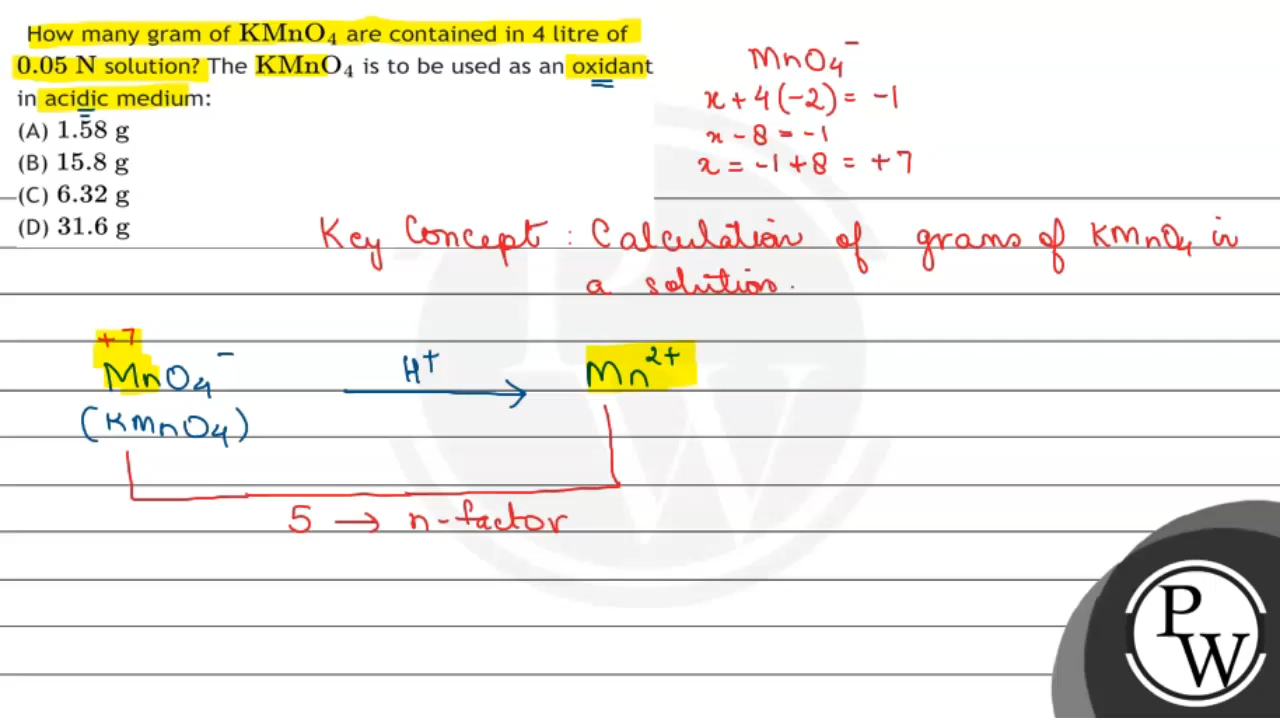 How many gram of KMnO₄ are contained in 4 litre of
0.05 N solution? The KMnO₄ is to be used as an oxidant
in acidic medium:
(A) 1.58 g
(B) 15.8 g
(C) 6.32 g
(D) 31.6 g
MnO₄⁻
x + 4(-2) = -1
x - 8 = -1
x = -1 + 8 = +7
Key Concept : Calculation of grams of KMnO₄ in
a solution.
+7
MnO₄⁻ H⁺ → Mn²⁺
(KMnO₄)
5 → n-factor
P
W
PW